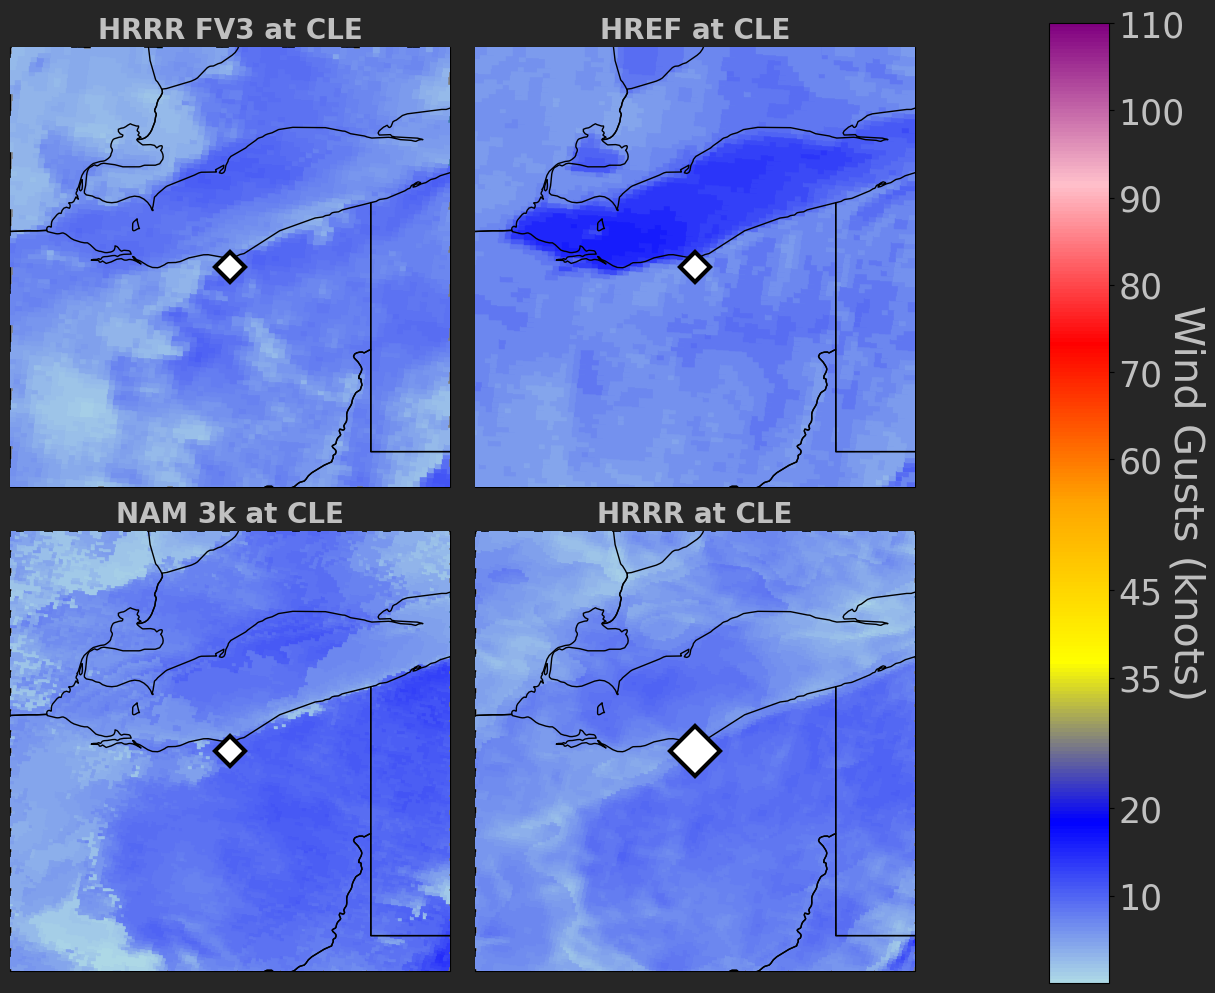 HRRR FV3 at CLE
HREF at CLE
NAM 3k at CLE
HRRR at CLE
110
100
90
80
70
60
45
35
20
10
Wind Gusts (knots)